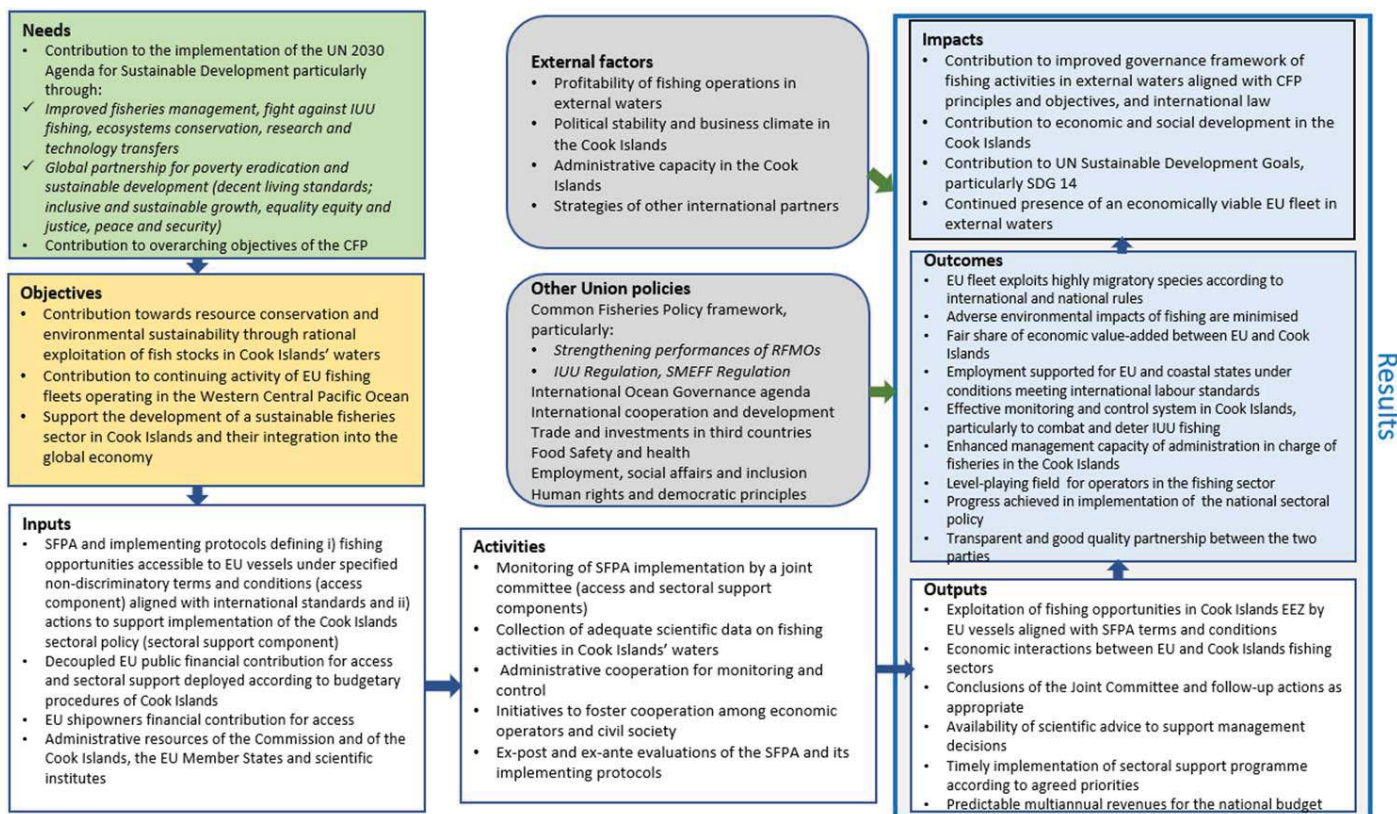 Needs
• Contribution to the implementation of the UN 2030
Agenda for Sustainable Development particularly
through:
✓ Improved fisheries management, fight against IUU
fishing, ecosystems conservation, research and
technology transfers
✓ Global partnership for poverty eradication and
sustainable development (decent living standards;
inclusive and sustainable growth, equality equity and
justice, peace and security)
• Contribution to overarching objectives of the CFP
Objectives
• Contribution towards resource conservation and
environmental sustainability through rational
exploitation of fish stocks in Cook Islands' waters
• Contribution to continuing activity of EU fishing
fleets operating in the Western Central Pacific Ocean
• Support the development of a sustainable fisheries
sector in Cook Islands and their integration into the
global economy
Inputs
• SFPA and implementing protocols defining i) fishing
opportunities accessible to EU vessels under specified
non-discriminatory terms and conditions (access
component) aligned with international standards and ii)
actions to support implementation of the Cook Islands
sectoral policy (sectoral support component)
• Decoupled EU public financial contribution for access
and sectoral support deployed according to budgetary
procedures of Cook Islands
• EU shipowners financial contribution for access
• Administrative resources of the Commission and of the
Cook Islands, the EU Member States and scientific
institutes
External factors
• Profitability of fishing operations in
external waters
• Political stability and business climate in
the Cook Islands
• Administrative capacity in the Cook
Islands
• Strategies of other international partners
Other Union policies
Common Fisheries Policy framework,
particularly:
• Strengthening performances of RFMOs
• IUU Regulation, SMEFF Regulation
International Ocean Governance agenda
International cooperation and development
Trade and investments in third countries
Food Safety and health
Employment, social affairs and inclusion
Human rights and democratic principles
Activities
• Monitoring of SFPA implementation by a joint
committee (access and sectoral support
components)
• Collection of adequate scientific data on fishing
activities in Cook Islands' waters
• Administrative cooperation for monitoring and
control
• Initiatives to foster cooperation among economic
operators and civil society
• Ex-post and ex-ante evaluations of the SFPA and its
implementing protocols
Impacts
• Contribution to improved governance framework of
fishing activities in external waters aligned with CFP
principles and objectives, and international law
• Contribution to economic and social development in the
Cook Islands
• Contribution to UN Sustainable Development Goals,
particularly SDG 14
• Continued presence of an economically viable EU fleet in
external waters
Outcomes
• EU fleet exploits highly migratory species according to
international and national rules
• Adverse environmental impacts of fishing are minimised
• Fair share of economic value-added between EU and Cook
Islands
• Employment supported for EU and coastal states under
conditions meeting international labour standards
• Effective monitoring and control system in Cook Islands,
particularly to combat and deter IUU fishing
• Enhanced management capacity of administration in charge of
fisheries in the Cook Islands
• Level-playing field for operators in the fishing sector
• Progress achieved in implementation of the national sectoral
policy
• Transparent and good quality partnership between the two
parties
Outputs
• Exploitation of fishing opportunities in Cook Islands EEZ by
EU vessels aligned with SFPA terms and conditions
• Economic interactions between EU and Cook Islands fishing
sectors
• Conclusions of the Joint Committee and follow-up actions as
appropriate
• Availability of scientific advice to support management
decisions
• Timely implementation of sectoral support programme
according to agreed priorities
• Predictable multiannual revenues for the national budget
Results